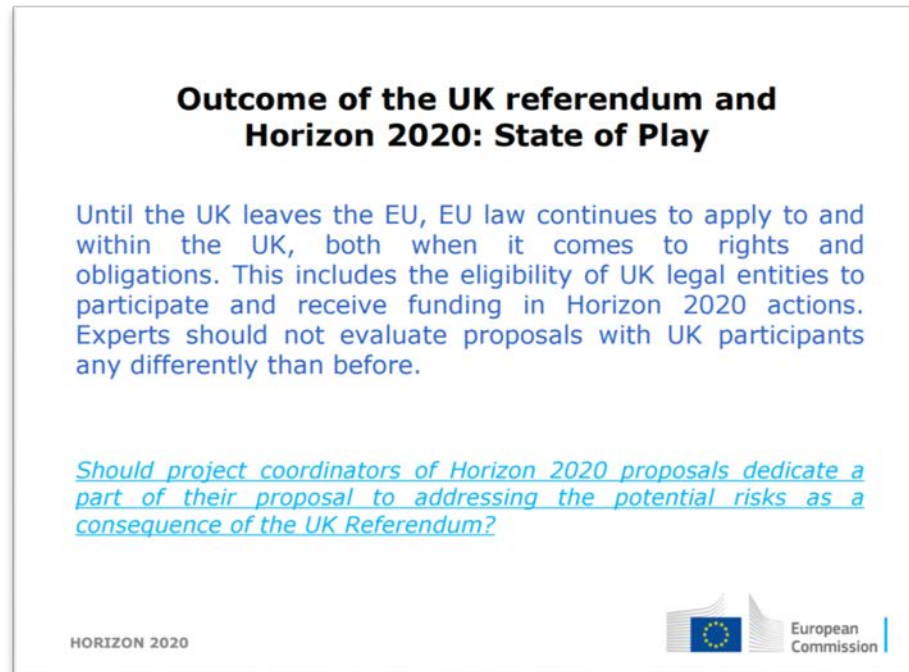 Outcome of the UK referendum and
Horizon 2020: State of Play
Until the UK leaves the EU, EU law continues to apply to and
within the UK, both when it comes to rights and
obligations. This includes the eligibility of UK legal entities to
participate and receive funding in Horizon 2020 actions.
Experts should not evaluate proposals with UK participants
any differently than before.
Should project coordinators of Horizon 2020 proposals dedicate a
part of their proposal to addressing the potential risks as a
consequence of the UK Referendum?
HORIZON 2020
European
Commission